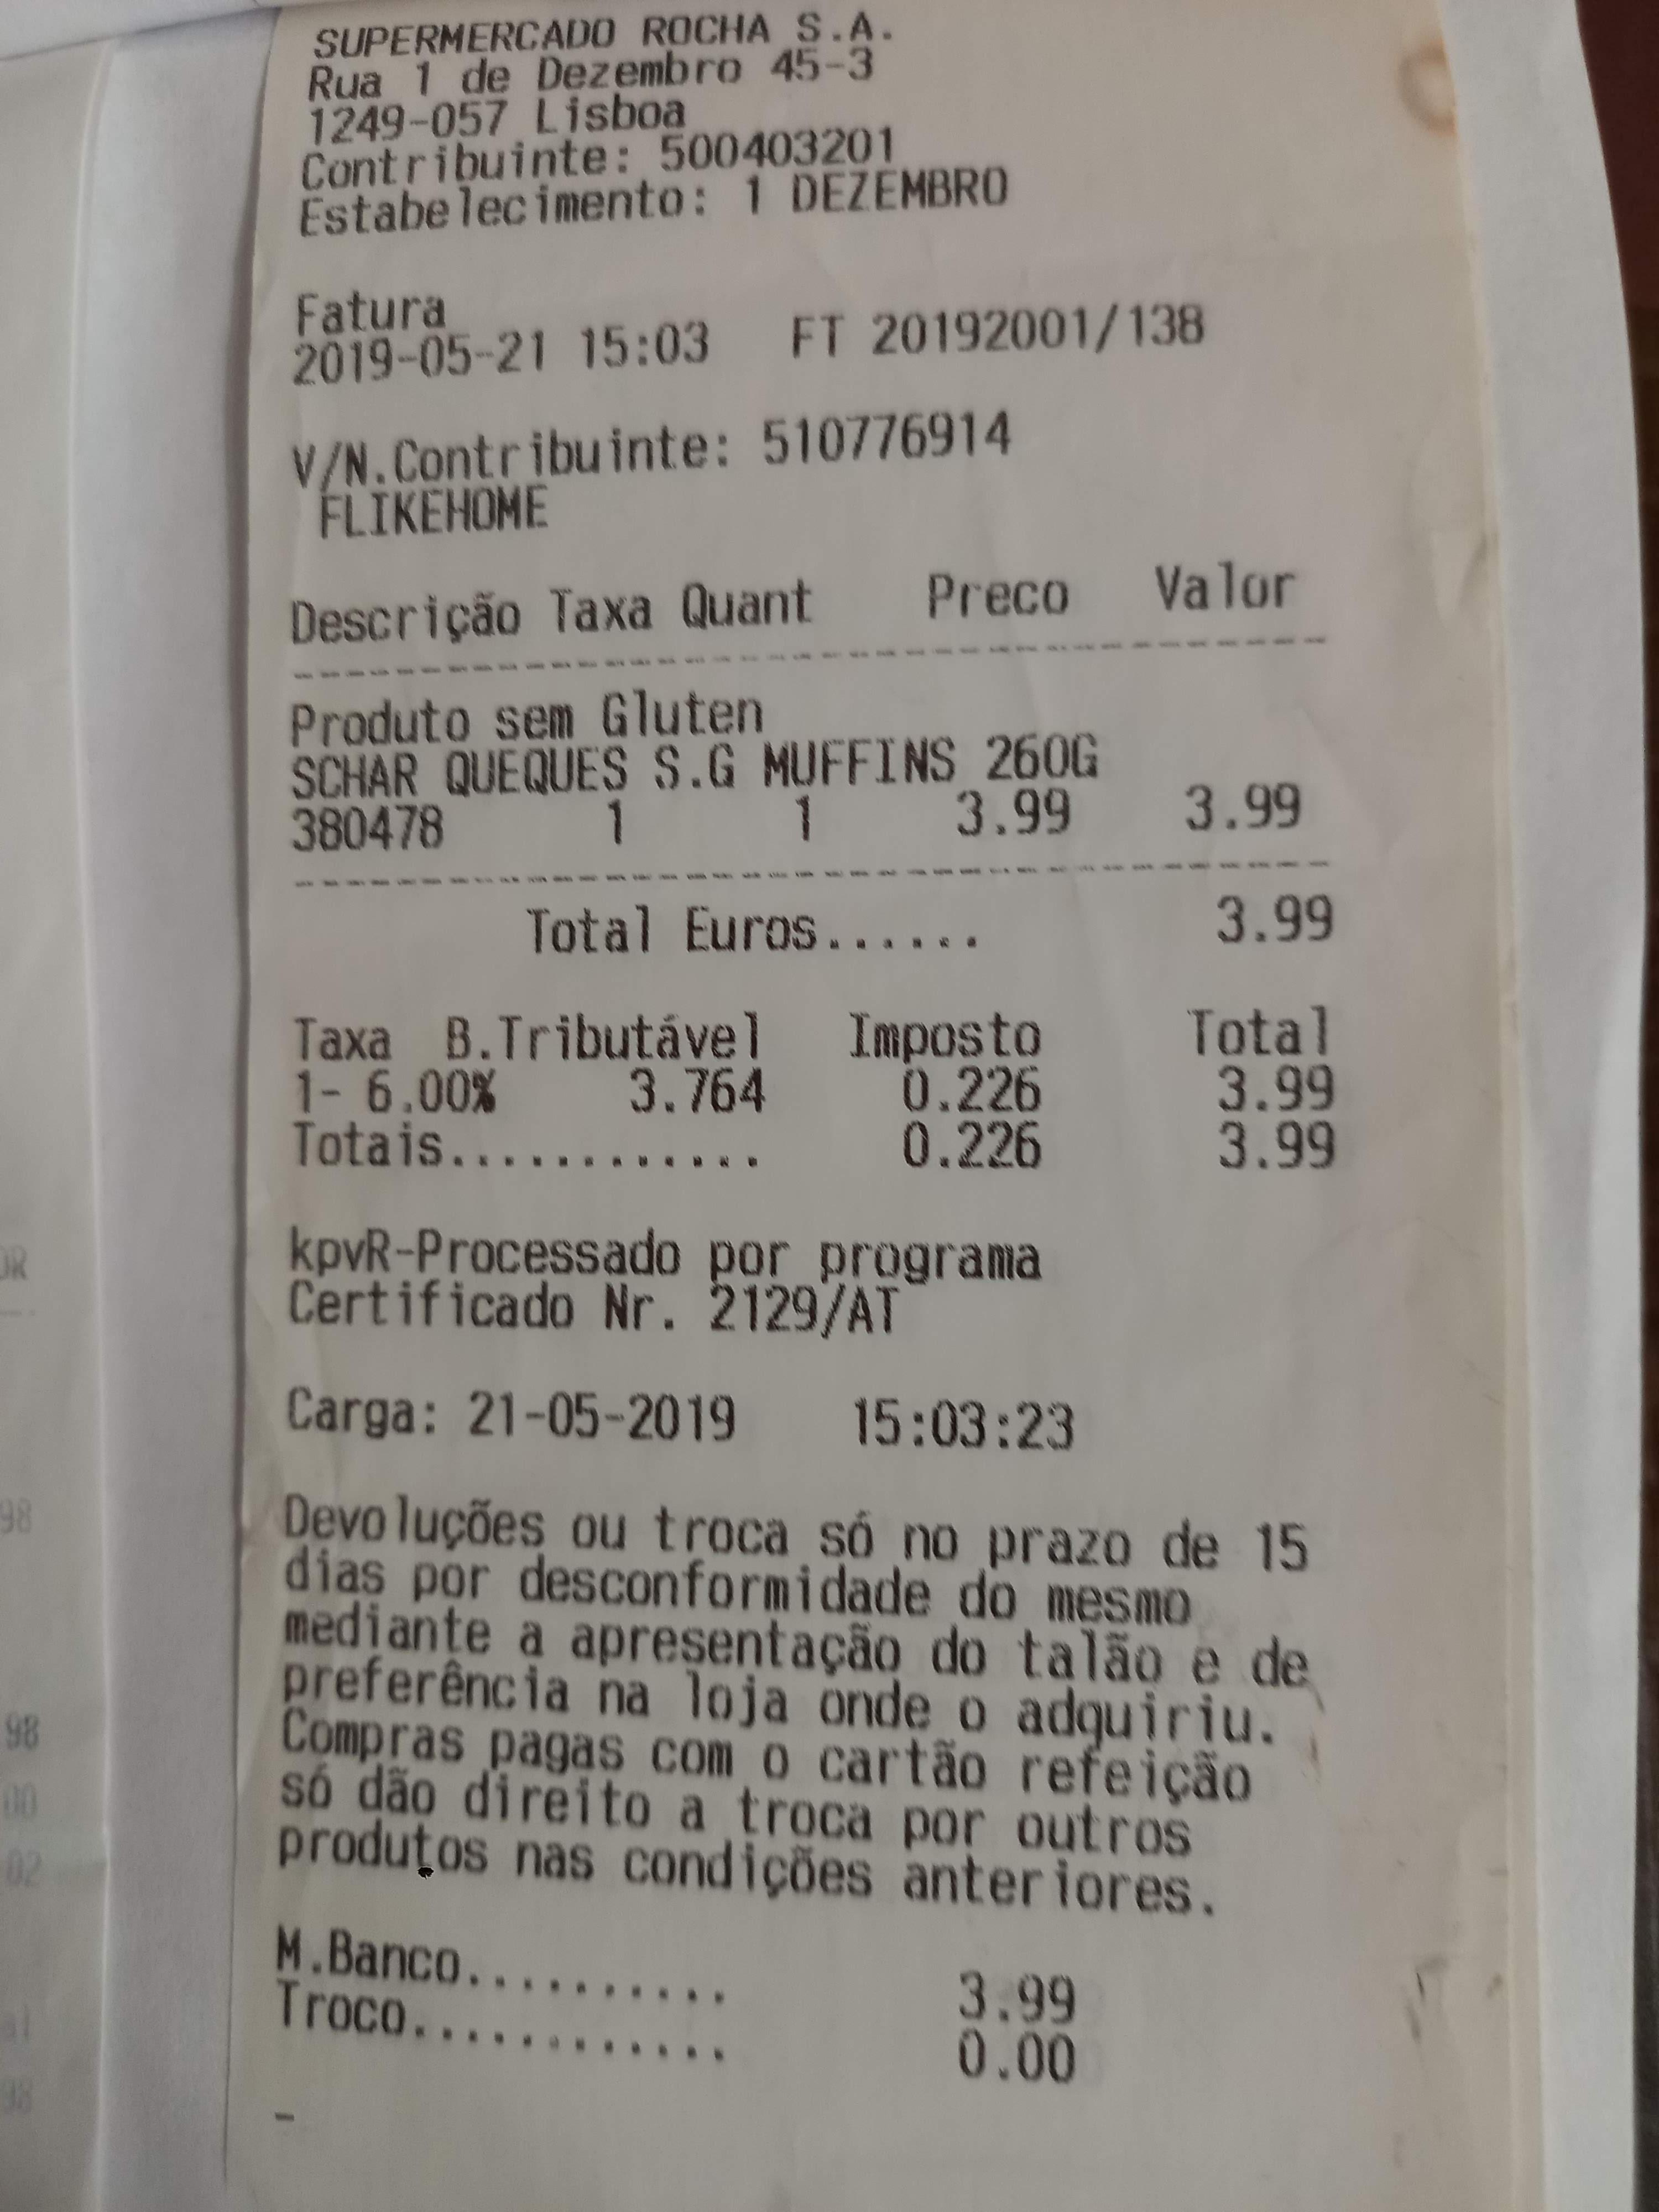 SUPERMERCADO ROCHA S.A.
Rua 1 de Dezembro 45-3
1249-057 Lisboa
Contribuinte: 500403201
Estabelecimento: 1 DEZEMBRO
Fatura
2019-05-21 15:03 FT 20192001/138
V/N.Contribuinte: 510776914
FLIKEHOME
Descrição Taxa Quant Preco Valor
Produto sem Gluten
SCHAR QUEQUES S.G MUFFINS 260G
380478 1 1 3.99 3.99
Total Euros...... 3.99
Taxa B.Tributável Imposto Total
1- 6.00% 3.764 0.226 3.99
Totais............ 0.226 3.99
kpvR-Processado por programa
Certificado Nr. 2129/AT
Carga: 21-05-2019 15:03:23
Devoluções ou troca só no prazo de 15
dias por desconformidade do mesmo
mediante a apresentação do talão e de
preferência na loja onde o adquiriu.
Compras pagas com o cartão refeição
só dão direito a troca por outros
produtos nas condições anteriores.
M.Banco.......... 3.99
Troco............ 0.00